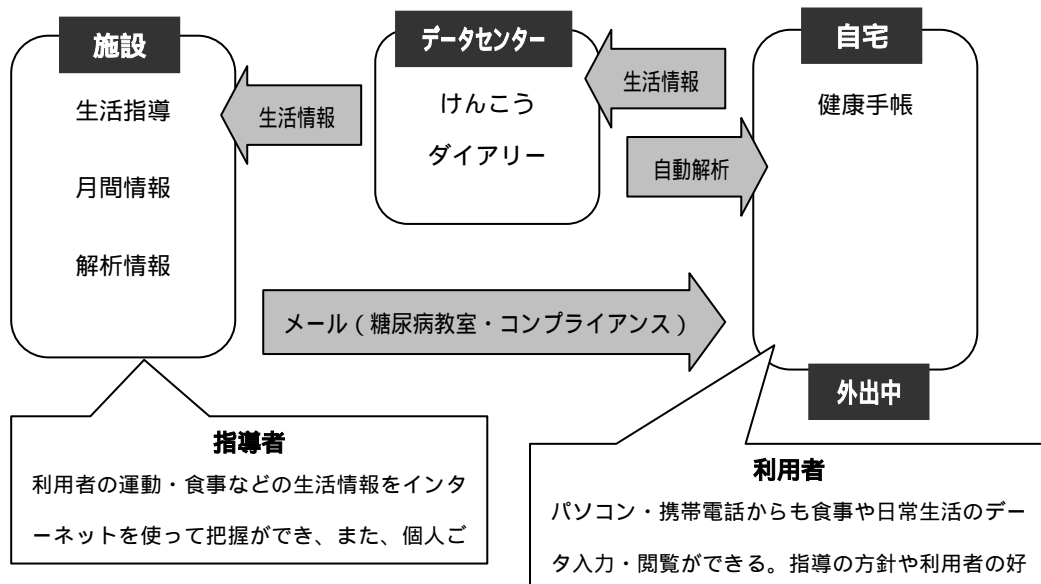 施設
生活指導
月間情報
解析情報
生活情報
データセンター
けんこう
ダイアリー
生活情報
自動解析
自宅
健康手帳
外出中
メール（糖尿病教室・コンプライアンス）
指導者
利用者の運動・食事などの生活情報をインタ
ーネットを使って把握ができ、また、個人ご
利用者
パソコン・携帯電話からも食事や日常生活のデー
タ入力・閲覧ができる。指導の方針や利用者の好